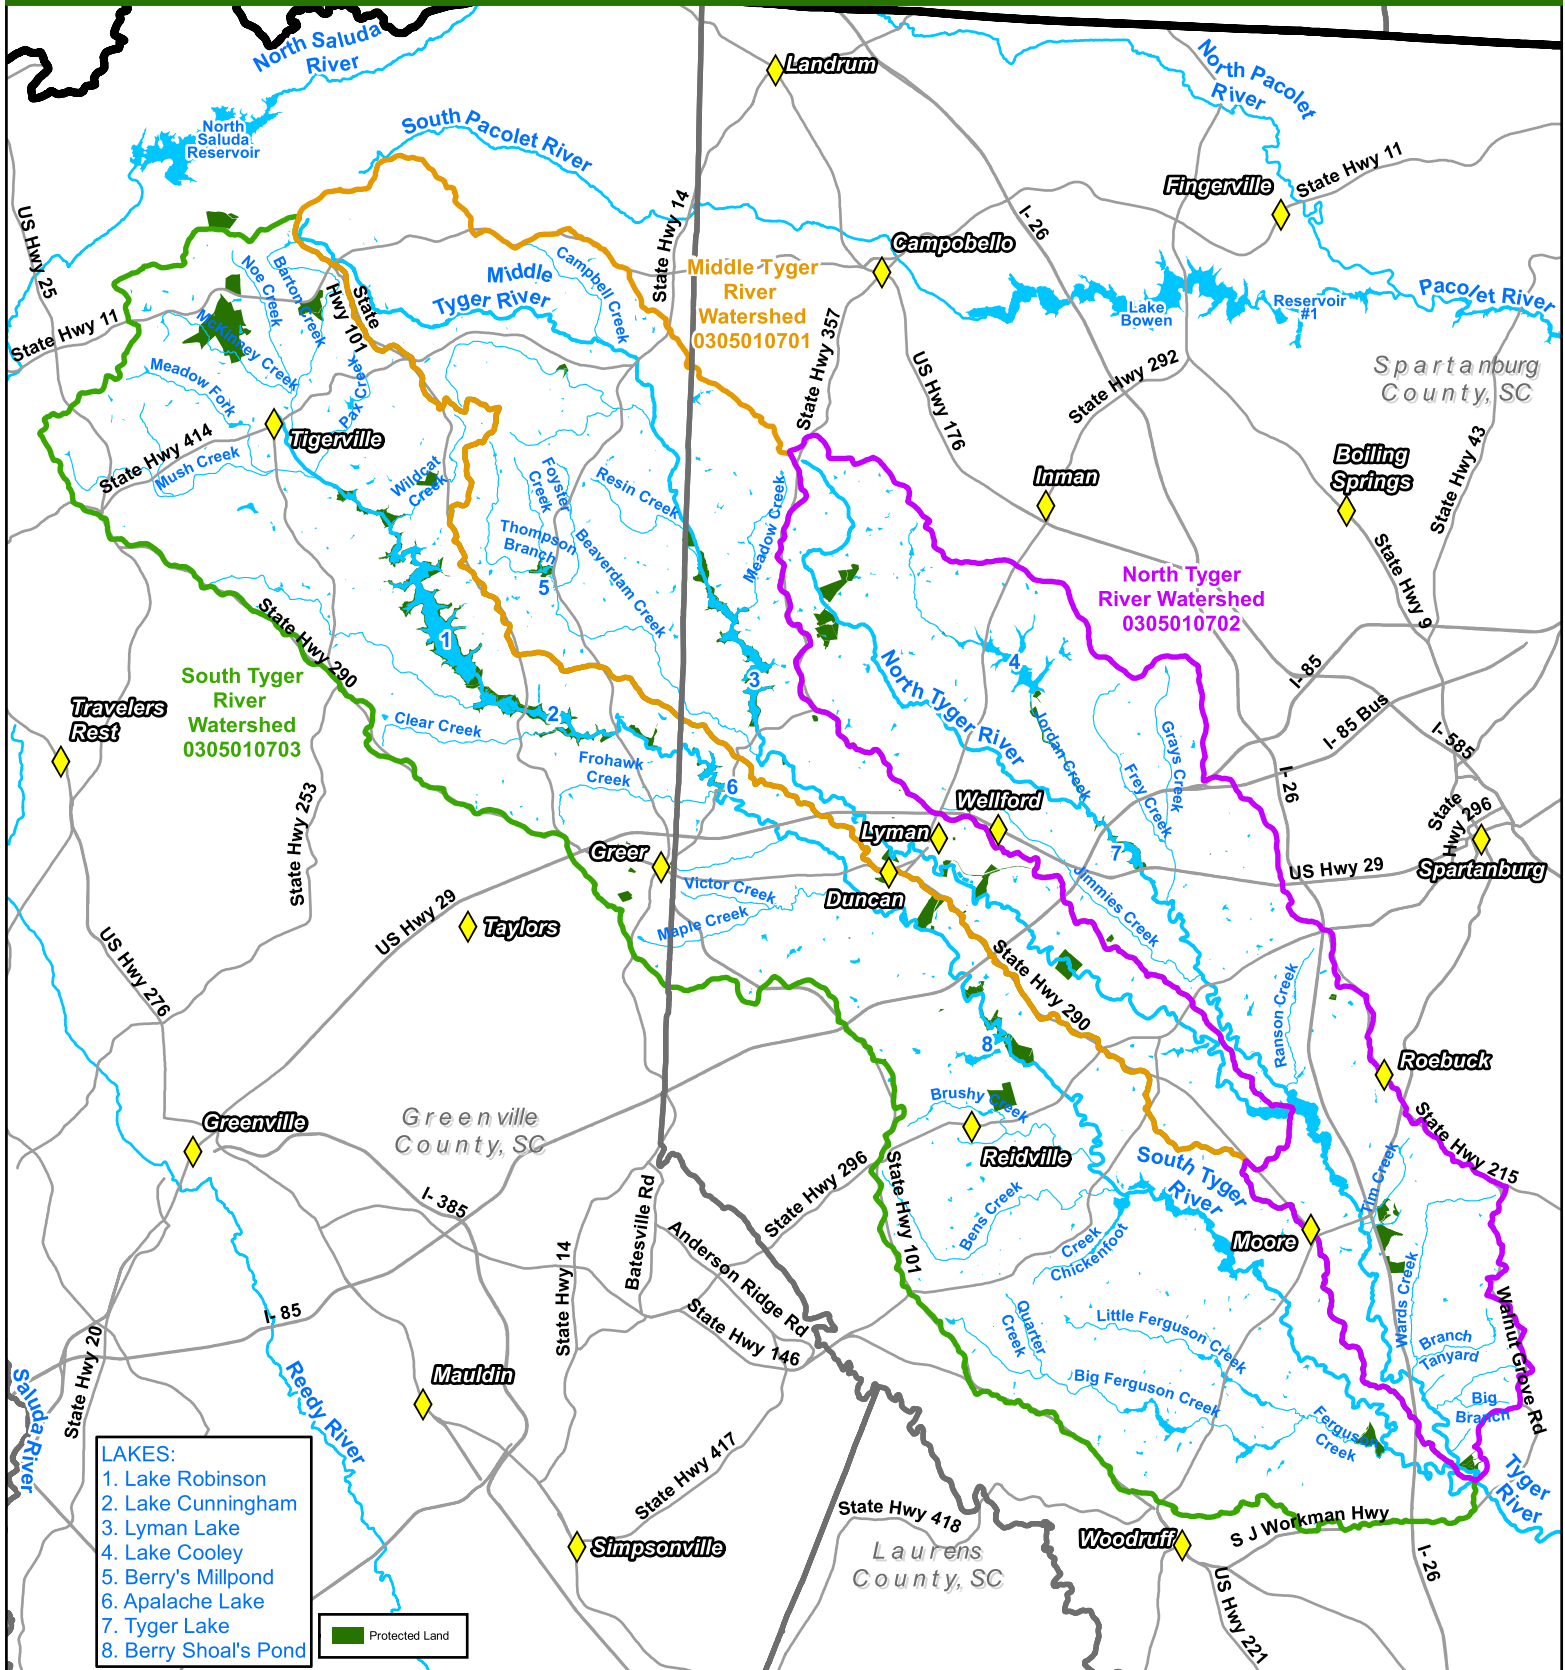 North Saluda
River
Landrum
North Pacolet
River
North
Saluda
Reservoir
South Pacolet River
Fingerville
State Hwy 11
US Hwy 25
State Hwy 14
I- 26
Campobello
Noe Creek
Barton Creek
Middle
Tyger River
Campbell Creek
Middle Tyger
River
Watershed
0305010701
Lake
Bowen
Reservoir
#1
Pacolet River
State
Hwy 101
State Hwy 11
McKinney Creek
State Hwy 357
US Hwy 176
State Hwy 292
Spartanburg
County, SC
Meadow Fork
Pax Creek
Tigerville
State Hwy 414
Mush Creek
Wildcat
Creek
Foyster
Creek
Resin Creek
Meadow Creek
Inman
Boiling
Springs
State Hwy 43
Thompson
Branch
5
Beaverdam Creek
State Hwy 9
North Tyger
River Watershed
0305010702
State Hwy 290
1
South Tyger
River
Watershed
0305010703
3
4
North Tyger River
I- 85
Travelers
Rest
Clear Creek
2
Jordan Creek
Grays Creek
Frey Creek
I- 85 Bus
I- 585
Frohawk
Creek
6
I- 26
State Hwy 253
Wellford
Lyman
State
Hwy 296
Greer
7
US Hwy 29
Spartanburg
Victor Creek
Duncan
Jimmies Creek
Maple Creek
US Hwy 29
Taylors
US Hwy 276
State Hwy 290
Ranson Creek
8
Roebuck
Brushy Creek
Greenville
Greenville
County, SC
Reidville
State Hwy 215
South Tyger
River
Tim Creek
I- 385
Batesville Rd
State Hwy 296
State Hwy 101
Bens Creek
Creek
Chickenfoot
Moore
State Hwy 14
Anderson Ridge Rd
State Hwy 146
Wards Creek
Walnut Grove Rd
I- 85
Quarter
Creek
Little Ferguson Creek
Branch
Tanyard
State Hwy 20
Saluda River
Reedy River
Mauldin
Big Ferguson Creek
Big
Branch
Ferguson
Creek
State Hwy 417
Tyger
River
State Hwy 418
Laurens
County, SC
Simpsonville
Woodruff
S J Workman Hwy
I- 26
US Hwy 221
LAKES:
1. Lake Robinson
2. Lake Cunningham
3. Lyman Lake
4. Lake Cooley
5. Berry's Millpond
6. Apalache Lake
7. Tyger Lake
8. Berry Shoal's Pond
Protected Land